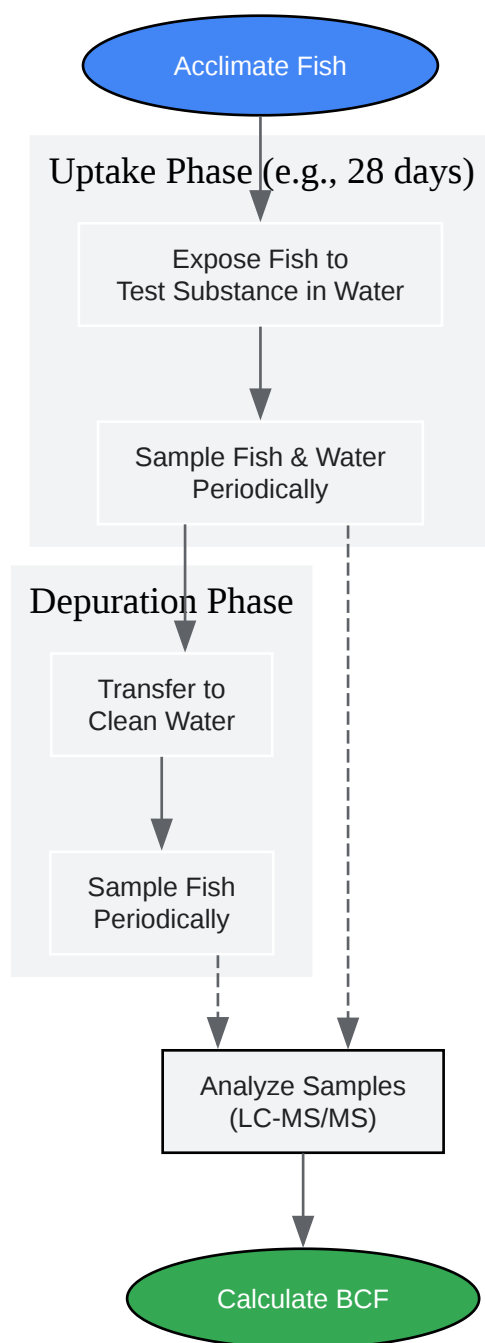 Acclimate Fish
Uptake Phase (e.g., 28 days)
Expose Fish to
Test Substance in Water
Sample Fish & Water
Periodically
Depuration Phase
Transfer to
Clean Water
Sample Fish
Periodically
Analyze Samples
(LC-MS/MS)
Calculate BCF